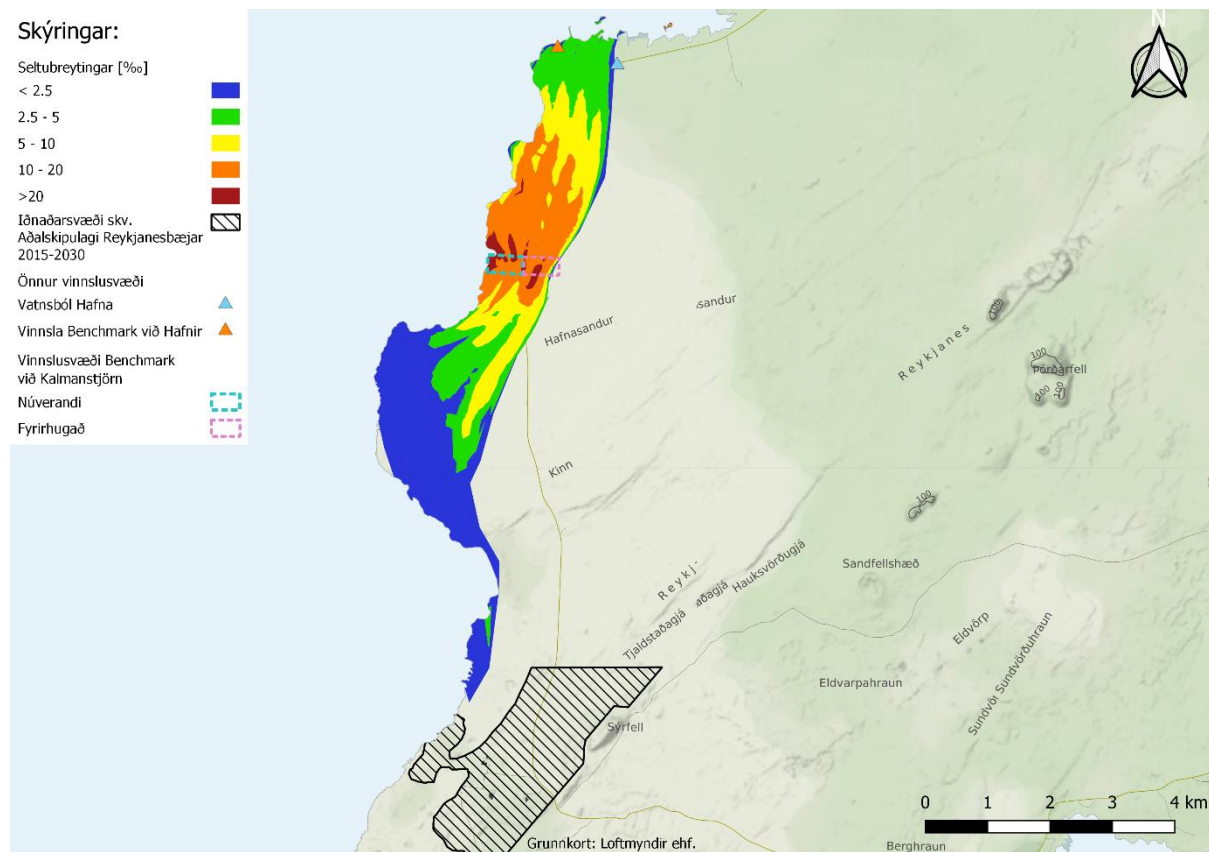 Skýringar:
Seltubreytingar [‰]
< 2.5
2.5 - 5
5 - 10
10 - 20
>20
Iðnaðarsvæði skv.
Aðalskipulagi Reykjanesbæjar
2015-2030
Önnur vinnslusvæði
Vatnsból Hafna
Vinnsla Benchmark við Hafnir
Vinnslusvæði Benchmark
við Kalmanstjörn
Núverandi
Fyrirhugað
N
sandur
Hafnasandur
Reykjanes
100
100
Þórðarfell
100
100
Kinn
100
Reykj
Hauksvörðugjá
aðagjá
Tjaldstaðagjá
Sandfellshæð
Eldvörp
Sundvörðuhraun
Sundvör
Eldvarpahraun
Sýrfell
0 1 2 3 4 km
Grunnkort: Loftmyndir ehf.
Berghraun